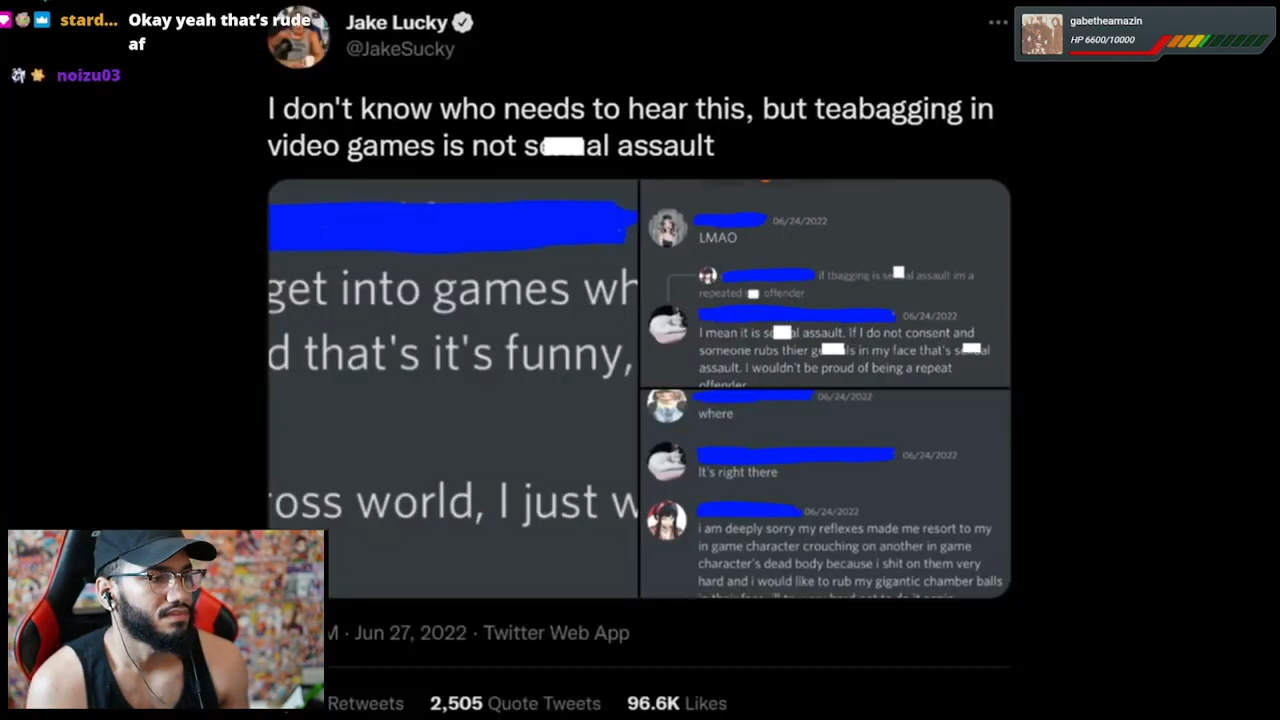 stard... Okay yeah that's rude
af
noizu03
Jake Lucky
@JakeSucky
gabetheamazin
HP 6600/10000
I don't know who needs to hear this, but teabagging in
video games is not s al assault
get into games wh
d that's it's funny,
ross world, I just w
06/24/2022
LMAO
if tbagging is se al assault im a
repeated offender
06/24/2022
I mean it is se l assault. If I do not consent and
someone rubs thier ge ls in my face that's se al
assault. I wouldn't be proud of being a repeat
offender
06/24/2022
where
06/24/2022
It's right there
06/24/2022
i am deeply sorry my reflexes made me resort to my
in game character crouching on another in game
character's dead body because i shit on them very
hard and i would like to rub my gigantic chamber balls
M · Jun 27, 2022 · Twitter Web App
Retweets 2,505 Quote Tweets 96.6K Likes